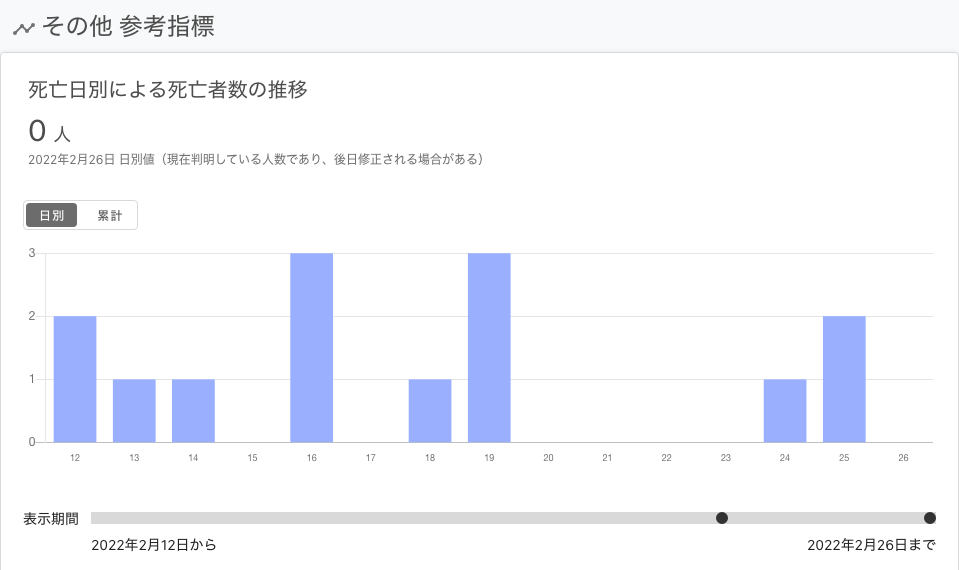 その他 参考指標
死亡日別による死亡者数の推移
0 人
2022年2月26日 日別値（現在判明している人数であり、後日修正される場合がある）
日別 累計
3
2
1
0
12 13 14 15 16 17 18 19 20 21 22 23 24 25 26
表示期間
2022年2月12日から 2022年2月26日まで